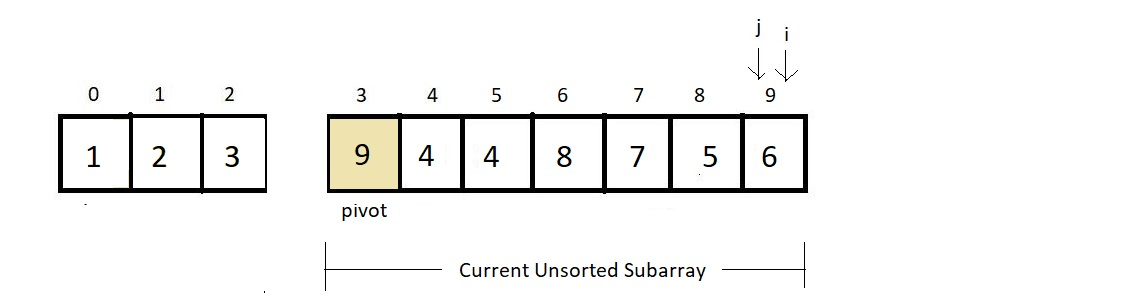 j i
0 1 2 3 4 5 6 7 8 9
1 2 3 9 4 4 8 7 5 6
pivot
Current Unsorted Subarray